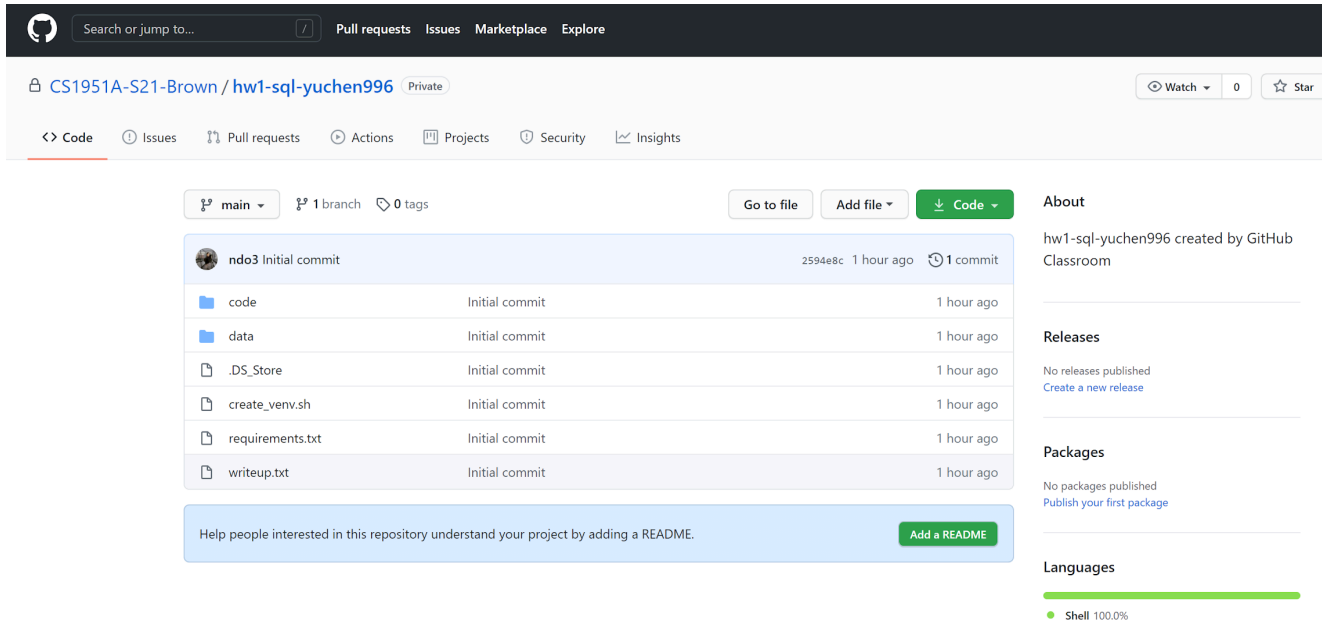 Search or jump to... /
Pull requests Issues Marketplace Explore
CS1951A-S21-Brown / hw1-sql-yuchen996 Private
Watch 0 Star
Code Issues Pull requests Actions Projects Security Insights
main 1 branch 0 tags
Go to file Add file Code
ndo3 Initial commit 2594e8c 1 hour ago 1 commit
code Initial commit 1 hour ago
data Initial commit 1 hour ago
.DS_Store Initial commit 1 hour ago
create_venv.sh Initial commit 1 hour ago
requirements.txt Initial commit 1 hour ago
writeup.txt Initial commit 1 hour ago
Help people interested in this repository understand your project by adding a README. Add a README
About
hw1-sql-yuchen996 created by GitHub
Classroom
Releases
No releases published
Create a new release
Packages
No packages published
Publish your first package
Languages
Shell 100.0%